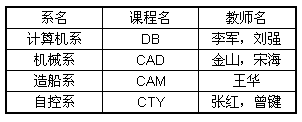 系名 课程名 教师名
计算机系 DB 李军，刘强
机械系 CAD 金山，宋海
造船系 CAM 王华
自控系 CTY 张红，曾键